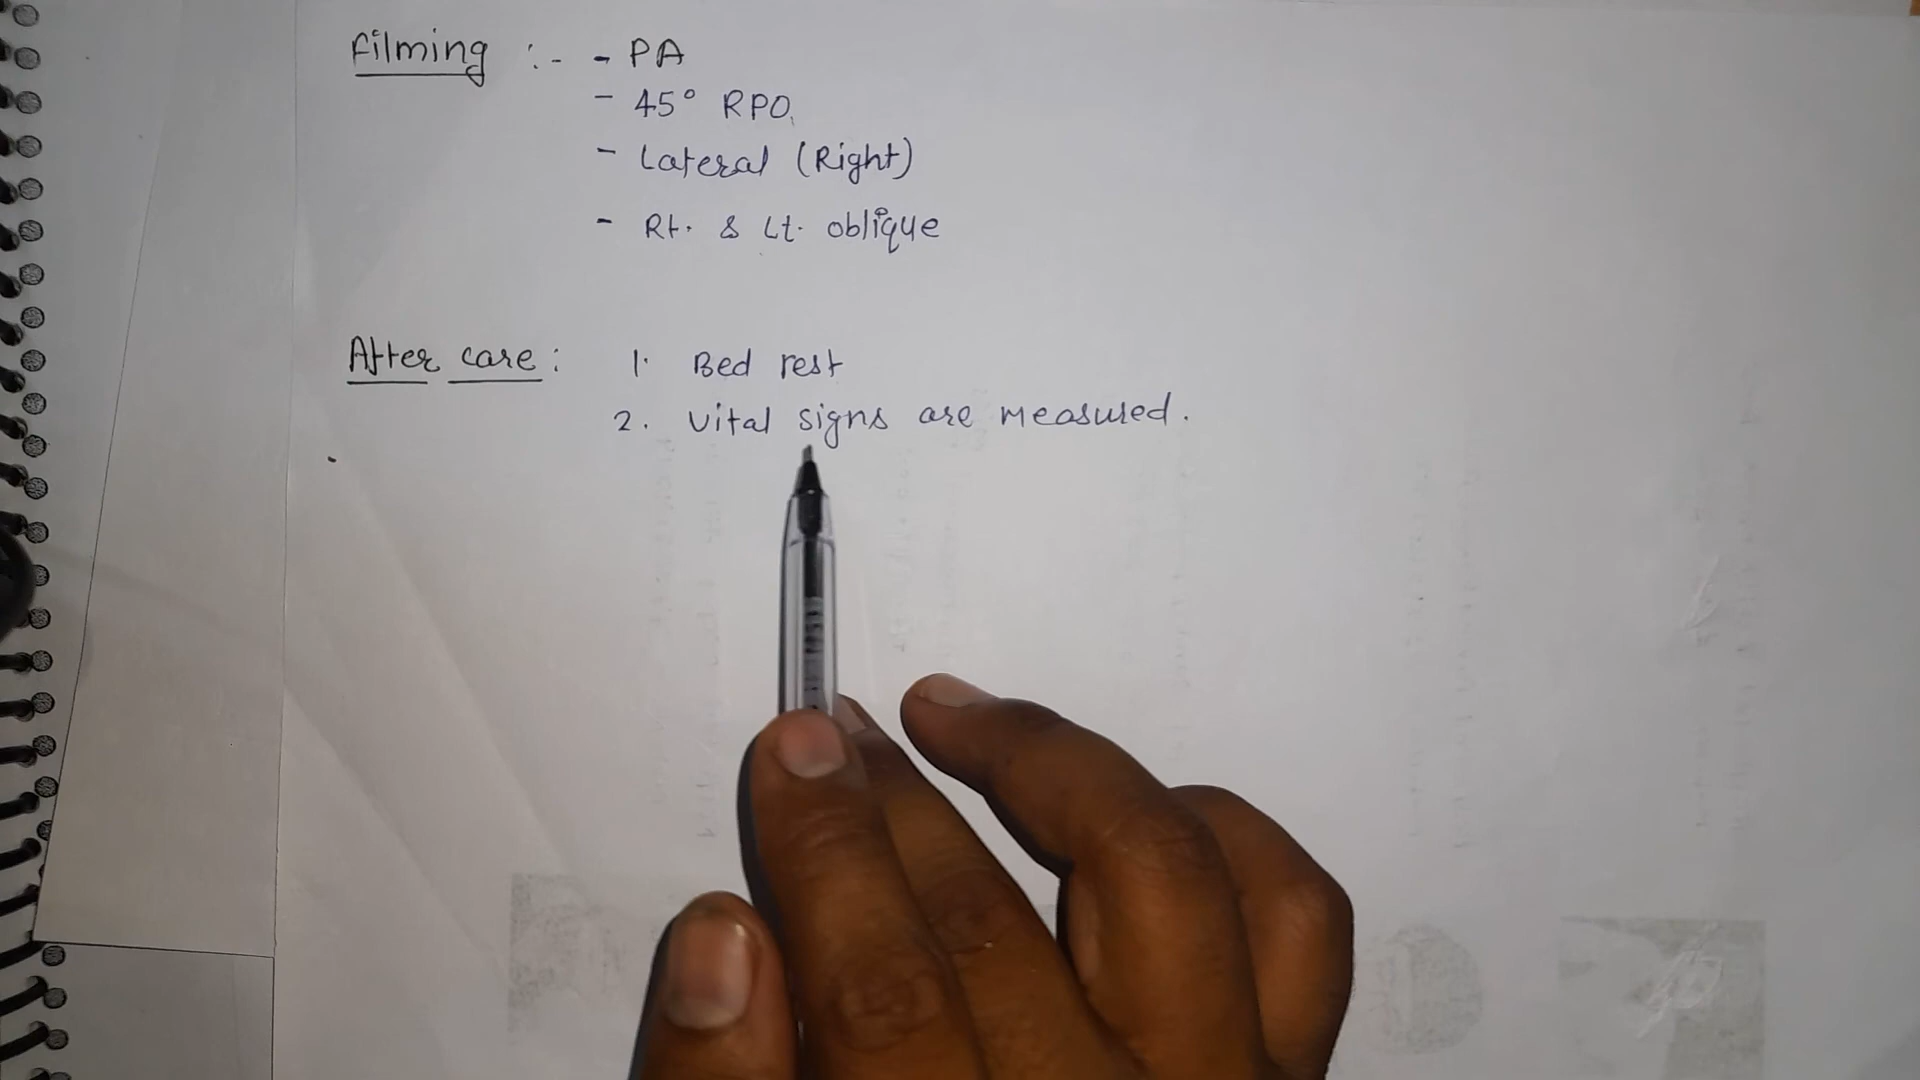 Filming :- - PA
- 45° RPO.
- Lateral (Right)
- Rt. & Lt. oblique
After care : 1. Bed rest
2. Vital signs are measured.